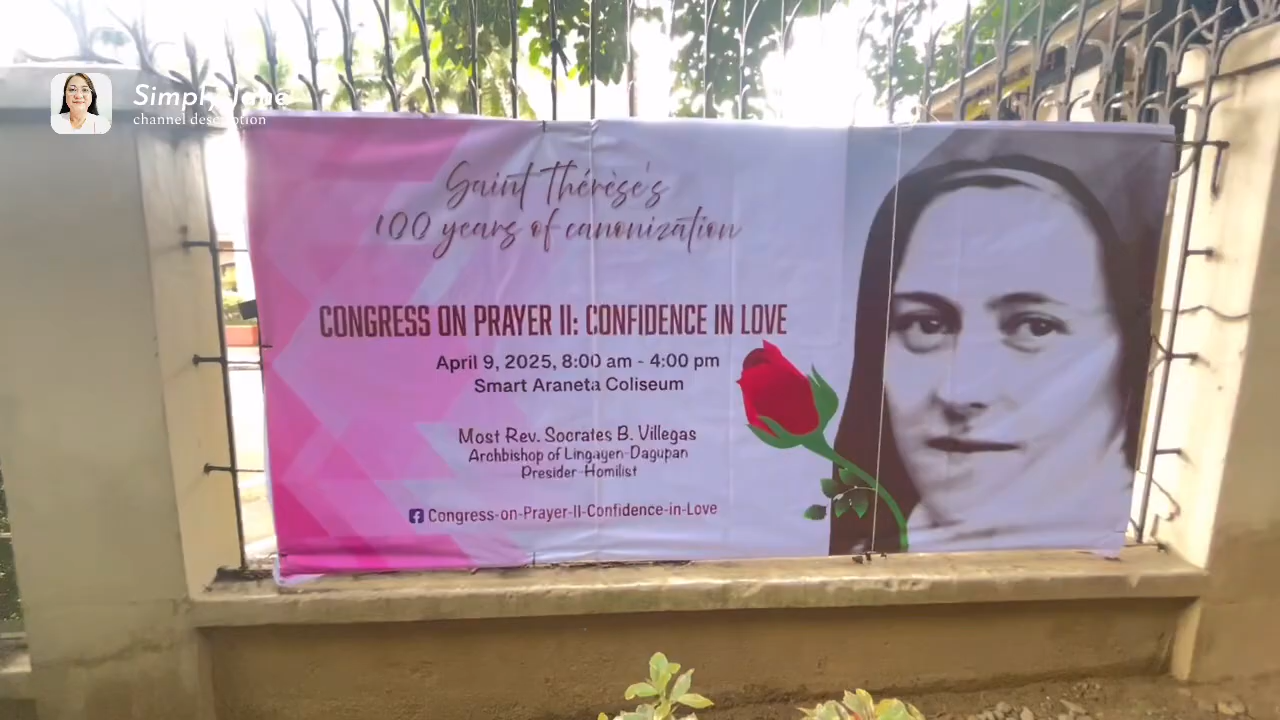 Simply Jane
channel description
Saint Thérèse's
100 years of canonization
CONGRESS ON PRAYER II: CONFIDENCE IN LOVE
April 9, 2025, 8:00 am - 4:00 pm
Smart Araneta Coliseum
Most Rev. Socrates B. Villegas
Archbishop of Lingayen-Dagupan
Presider-Homilist
Congress-on-Prayer-II-Confidence-in-Love